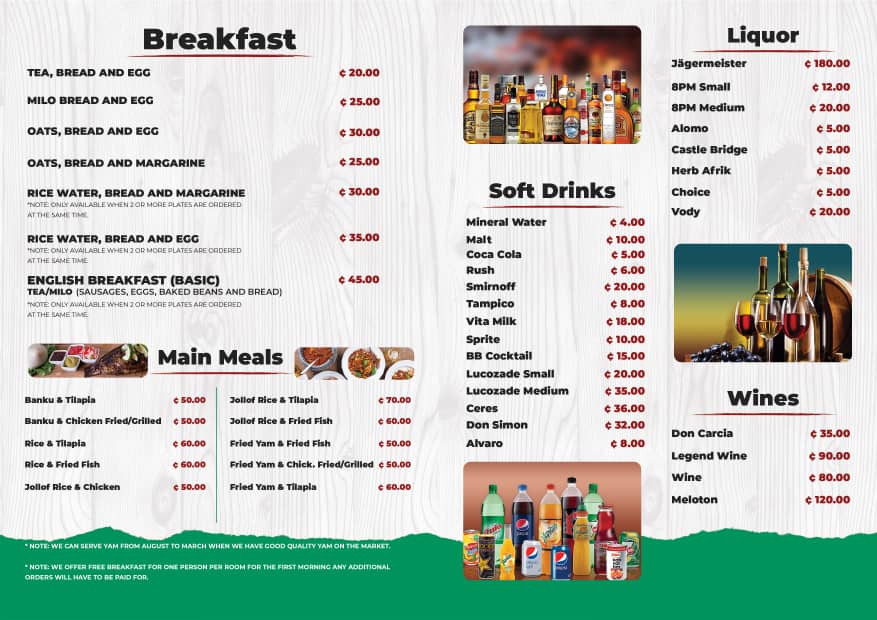 Breakfast
TEA, BREAD AND EGG ₵ 20.00
MILO BREAD AND EGG ₵ 25.00
OATS, BREAD AND EGG ₵ 30.00
OATS, BREAD AND MARGARINE ₵ 25.00
RICE WATER, BREAD AND MARGARINE ₵ 30.00
*NOTE: ONLY AVAILABLE WHEN 2 OR MORE PLATES ARE ORDERED
AT THE SAME TIME.
RICE WATER, BREAD AND EGG ₵ 35.00
*NOTE: ONLY AVAILABLE WHEN 2 OR MORE PLATES ARE ORDERED
AT THE SAME TIME.
ENGLISH BREAKFAST (BASIC) ₵ 45.00
TEA/MILO (SAUSAGES, EGGS, BAKED BEANS AND BREAD)
*NOTE: ONLY AVAILABLE WHEN 2 OR MORE PLATES ARE ORDERED
AT THE SAME TIME.
Main Meals
Banku & Tilapia ₵ 50.00
Banku & Chicken Fried/Grilled ₵ 50.00
Rice & Tilapia ₵ 60.00
Rice & Fried Fish ₵ 60.00
Jollof Rice & Chicken ₵ 50.00
Jollof Rice & Tilapia ₵ 70.00
Jollof Rice & Fried Fish ₵ 60.00
Fried Yam & Fried Fish ₵ 50.00
Fried Yam & Chick. Fried/Grilled ₵ 50.00
Fried Yam & Tilapia ₵ 60.00
* NOTE: WE CAN SERVE YAM FROM AUGUST TO MARCH WHEN WE HAVE GOOD QUALITY YAM ON THE MARKET.
* NOTE: WE OFFER FREE BREAKFAST FOR ONE PERSON PER ROOM FOR THE FIRST MORNING ANY ADDITIONAL
ORDERS WILL HAVE TO BE PAID FOR.
Soft Drinks
Mineral Water ₵ 4.00
Malt ₵ 10.00
Coca Cola ₵ 5.00
Rush ₵ 6.00
Smirnoff ₵ 20.00
Tampico ₵ 8.00
Vita Milk ₵ 18.00
Sprite ₵ 10.00
BB Cocktail ₵ 15.00
Lucozade Small ₵ 20.00
Lucozade Medium ₵ 35.00
Ceres ₵ 36.00
Don Simon ₵ 32.00
Alvaro ₵ 8.00
pepsi
pepsi
Liquor
Jägermeister ₵ 180.00
8PM Small ₵ 12.00
8PM Medium ₵ 20.00
Alomo ₵ 5.00
Castle Bridge ₵ 5.00
Herb Afrik ₵ 5.00
Choice ₵ 5.00
Vody ₵ 20.00
Wines
Don Carcia ₵ 35.00
Legend Wine ₵ 90.00
Wine ₵ 80.00
Meloton ₵ 120.00